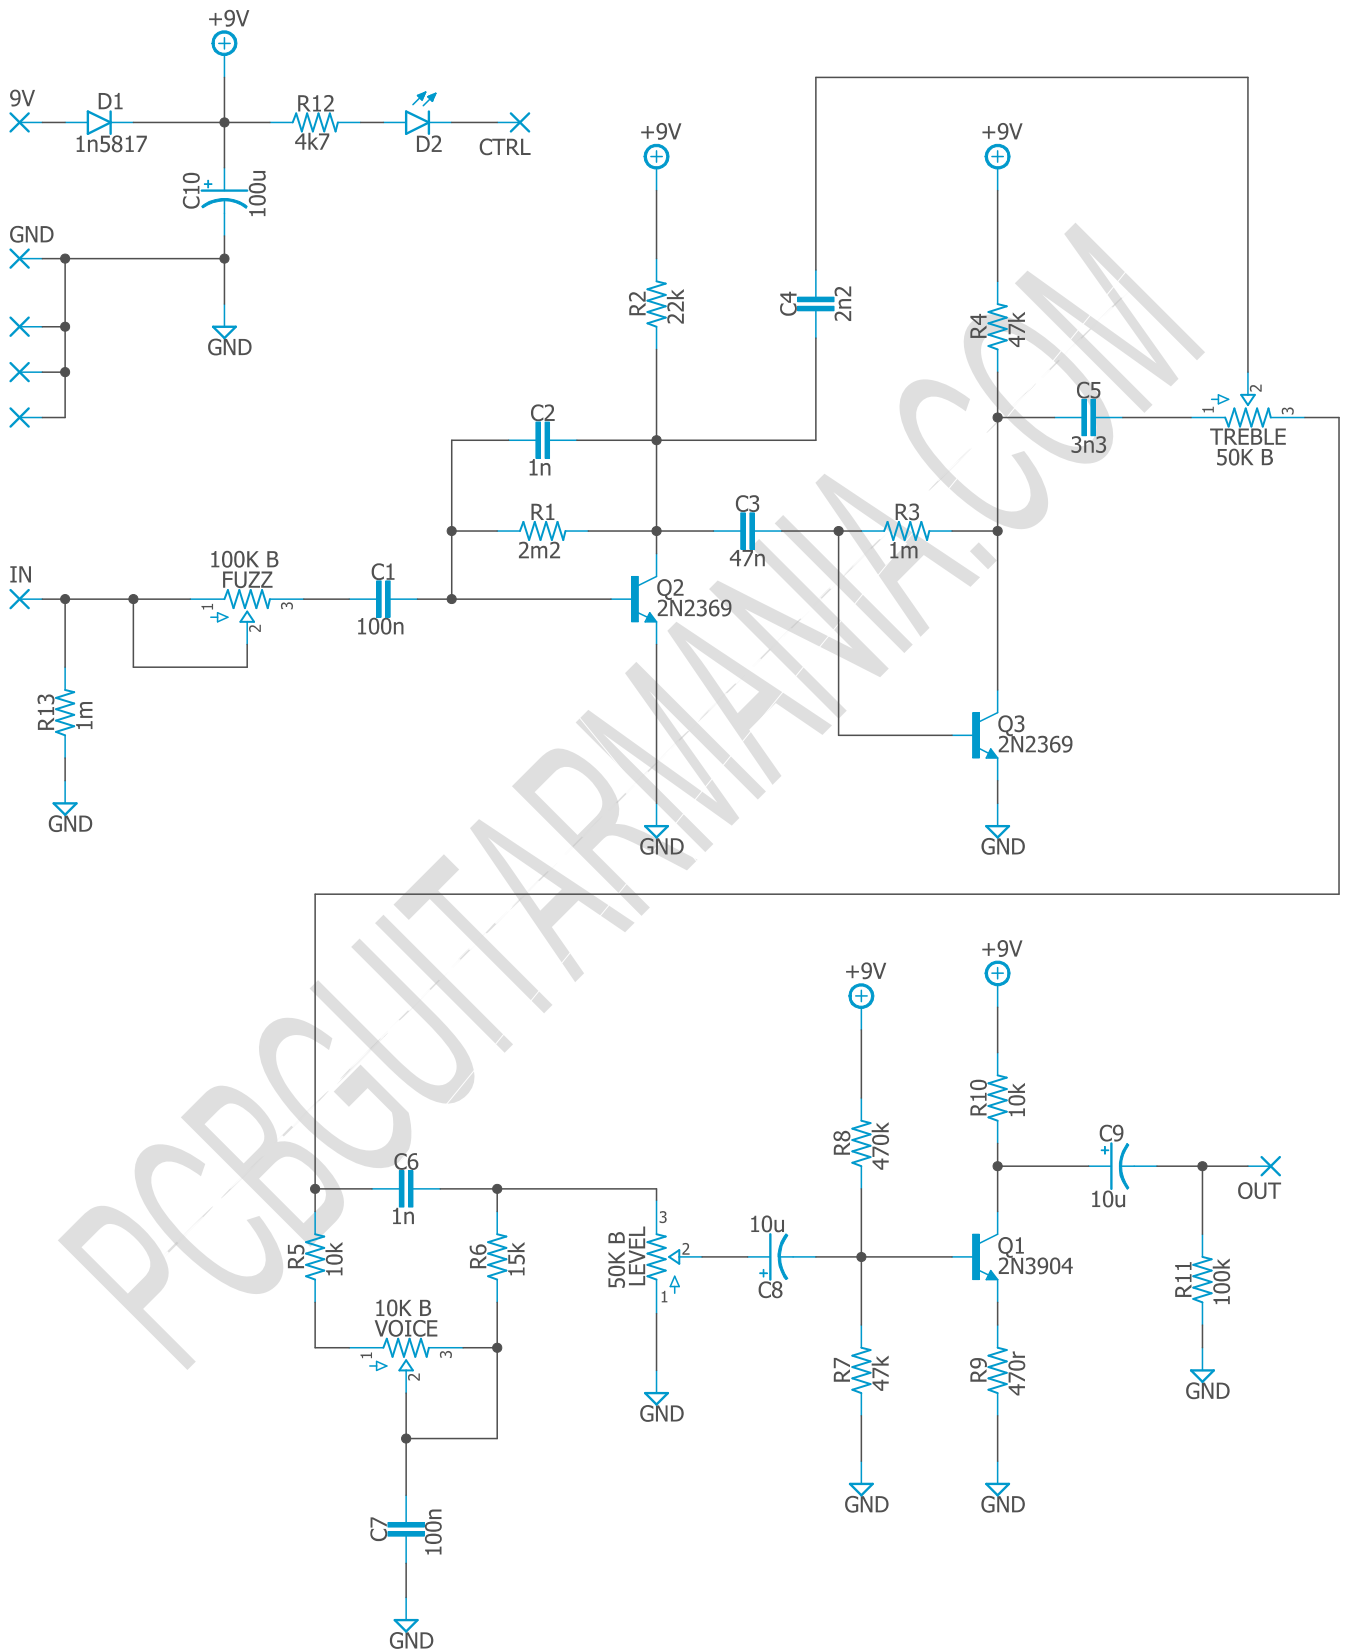 +9V
9V
D1
1n5817
R12
4k7
D2
CTRL
C10
+
100u
GND
GND
+9V
R2
22k
C4
2n2
+9V
R4
47k
C5
3n3
1
2
3
TREBLE
50K B
C2
1n
R1
2m2
C3
47n
R3
1m
IN
100K B
FUZZ
1
2
3
C1
100n
Q2
2N2369
R13
1m
GND
Q3
2N2369
GND
GND
PCBGUITARMANIA.COM
+9V
+9V
R8
470k
R10
10k
C6
1n
C9
+
10u
OUT
R5
10k
R6
15k
3
2
1
50K B
LEVEL
10u
+
C8
Q1
2N3904
R11
100k
10K B
VOICE
1
2
3
R7
47k
R9
470r
GND
GND
GND
GND
C7
100n
GND